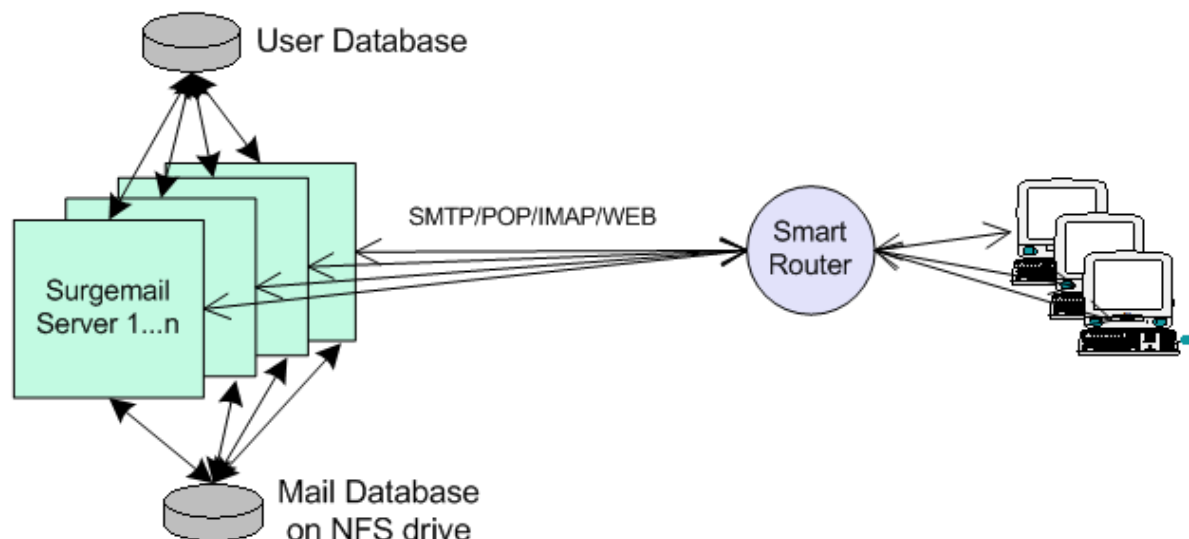 User Database
SMTP/POP/IMAP/WEB
Smart
Router
Surgemail
Server 1...n
Mail Database
on NFS drive